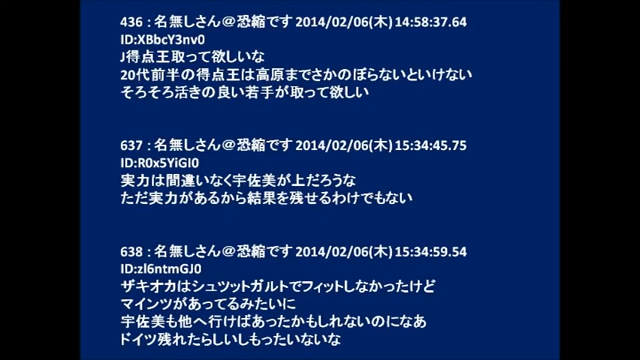 436 : 名無しさん@恐縮です 2014/02/06(木) 14:58:37.64
ID:XBbcY3nv0
J得点王取って欲しいな
20代前半の得点王は高原までさかのぼらないといけない
そろそろ活きの良い若手が取って欲しい
637 : 名無しさん@恐縮です 2014/02/06(木) 15:34:45.75
ID:R0x5YiGI0
実力は間違いなく宇佐美が上だろうな
ただ実力があるから結果を残せるわけでもない
638 : 名無しさん@恐縮です 2014/02/06(木) 15:34:59.54
ID:zl6ntmGJ0
ザキオカはシュツットガルトでフィットしなかったけど
マインツがあってるみたいに
宇佐美も他へ行けばあったかもしれないのになあ
ドイツ残れたらしいしもったいないな